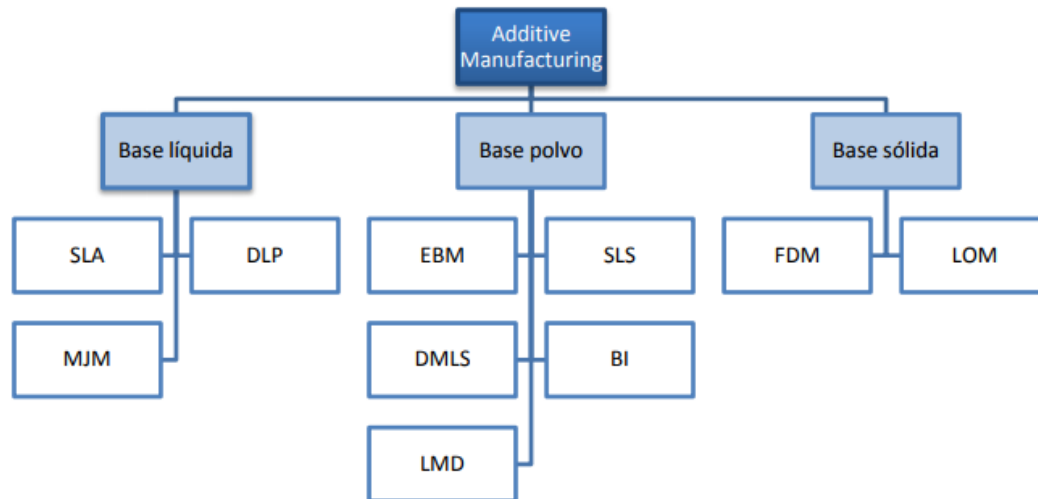 Additive
Manufacturing
Base líquida
Base polvo
Base sólida
SLA
DLP
EBM
SLS
FDM
LOM
MJM
DMLS
BI
LMD